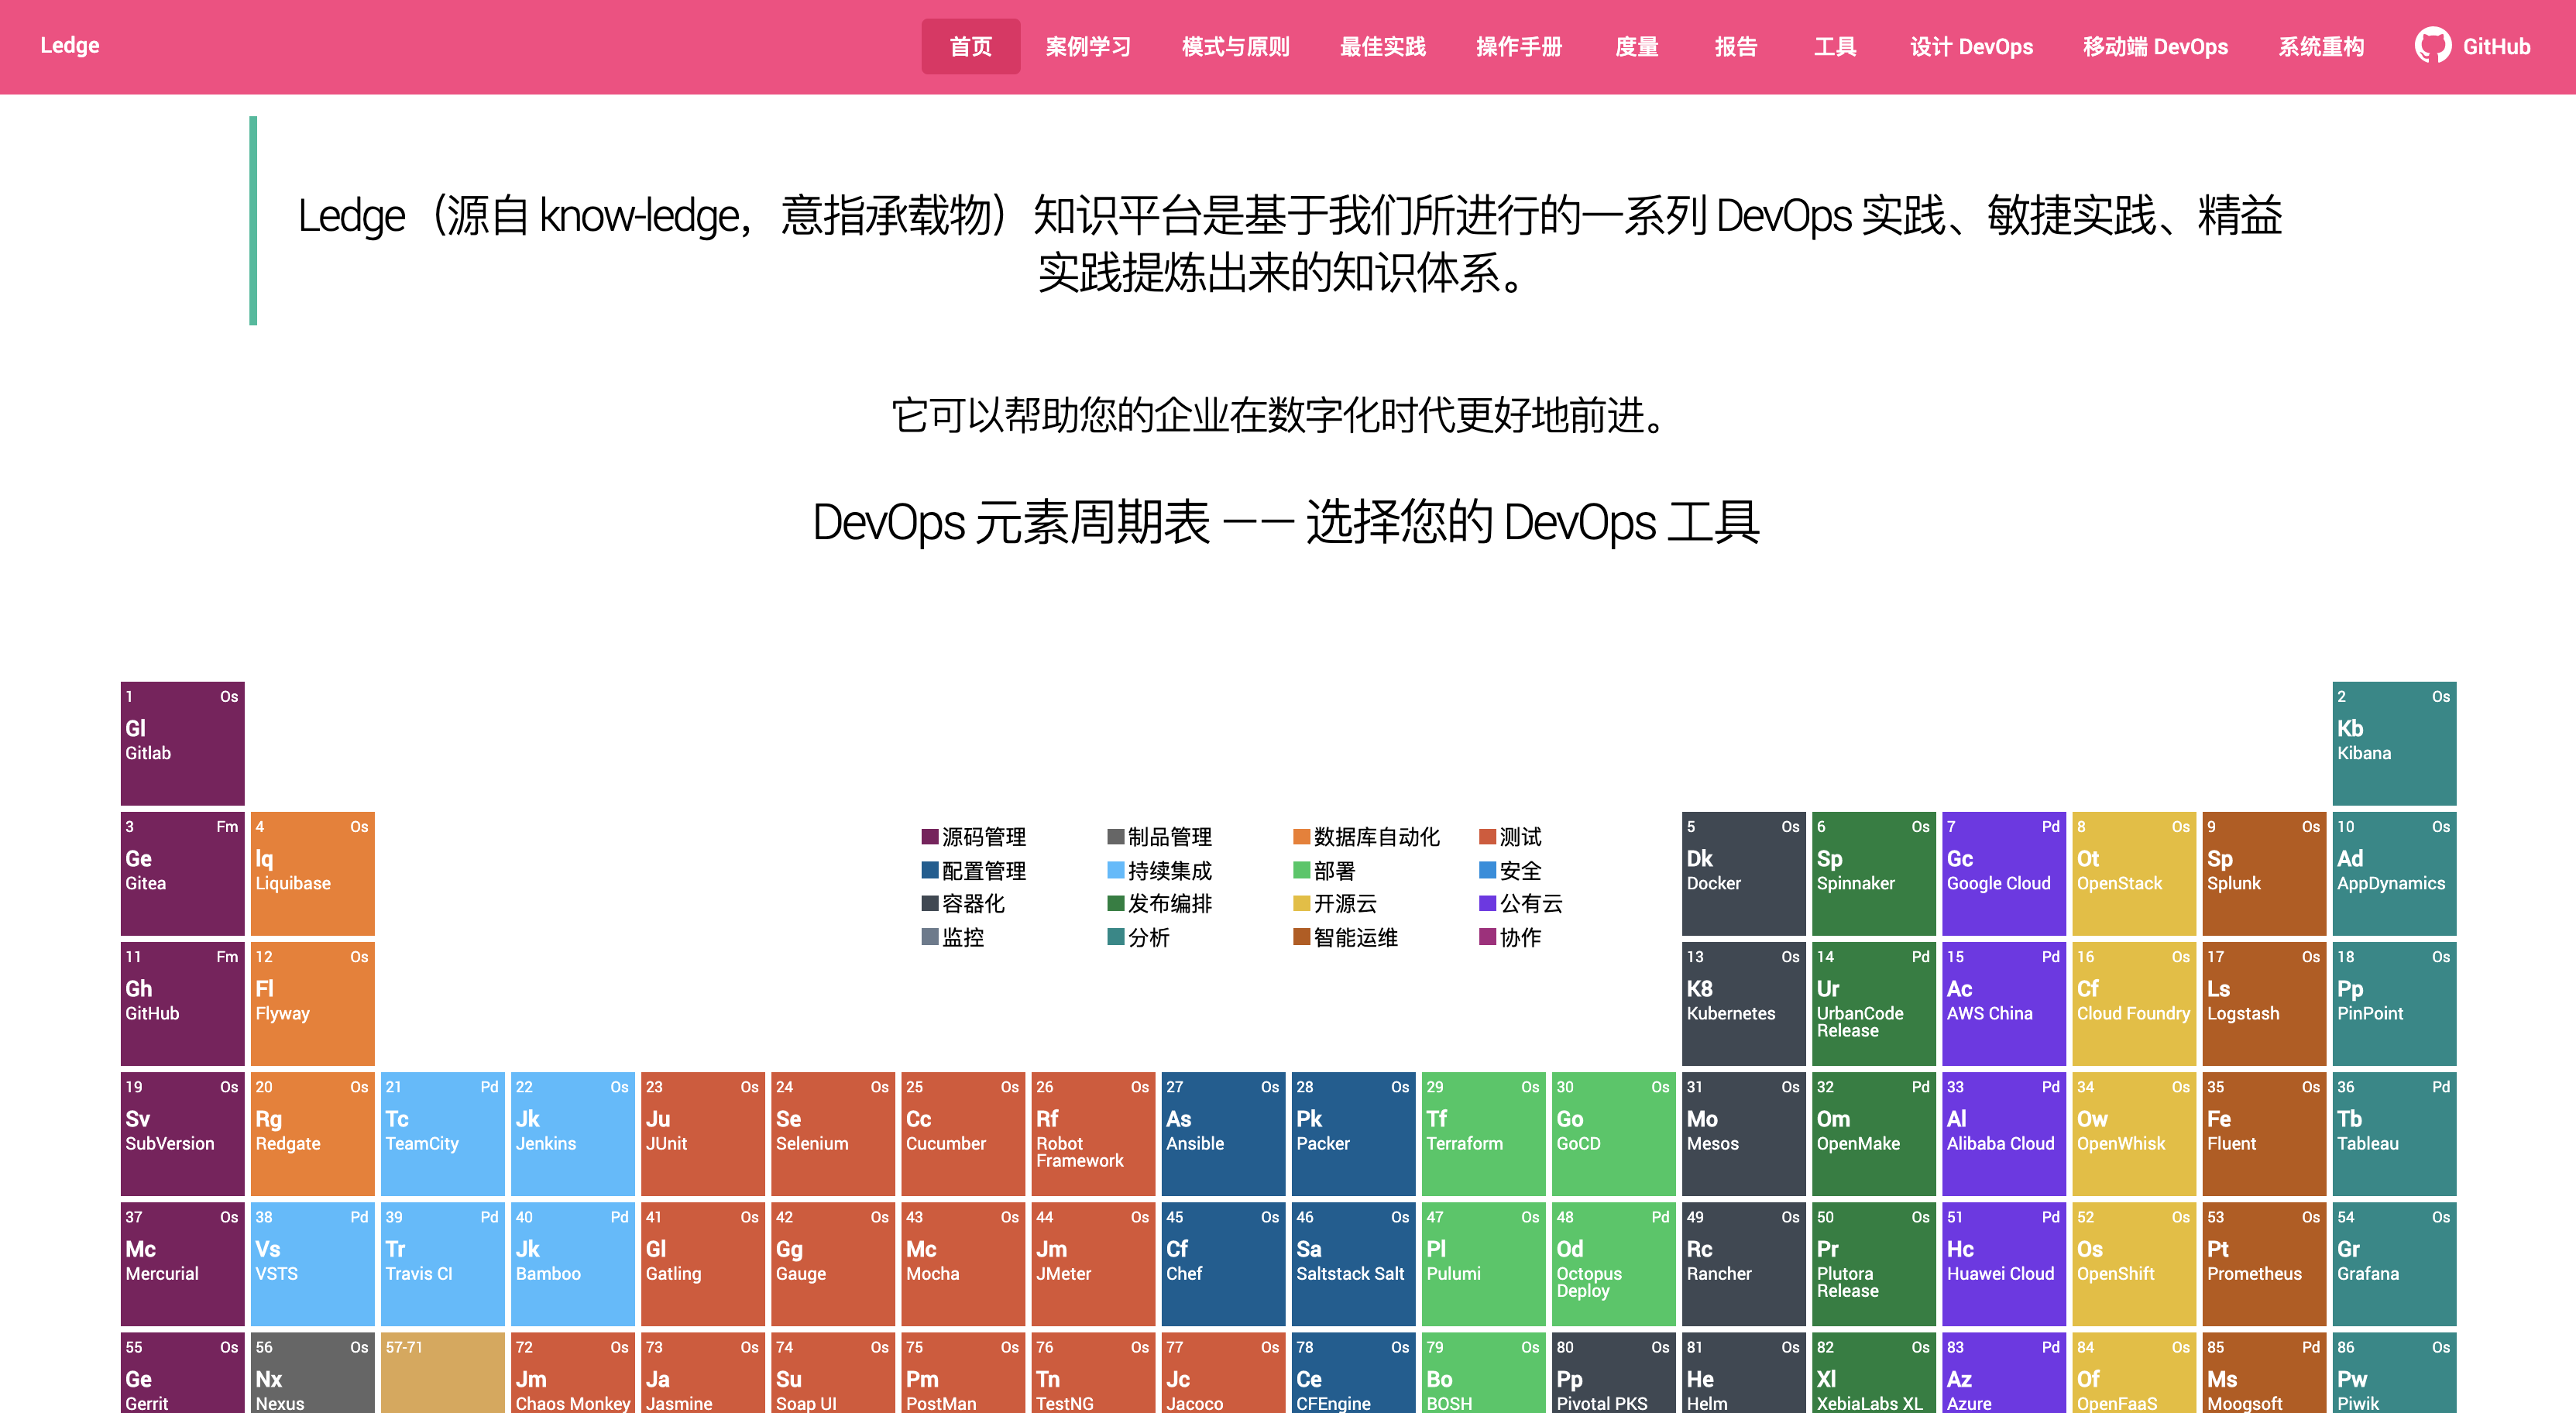 Ledge
首页 案例学习 模式与原则 最佳实践 操作手册 度量 报告 工具 设计 DevOps 移动端 DevOps 系统重构 GitHub
Ledge（源自 know-ledge，意指承载物）知识平台是基于我们所进行的一系列 DevOps 实践、敏捷实践、精益
实践提炼出来的知识体系。
它可以帮助您的企业在数字化时代更好地前进。
DevOps 元素周期表 —— 选择您的 DevOps 工具
1 Os
Gl
Gitlab
2 Os
Kb
Kibana
源码管理 制品管理 数据库自动化 测试
配置管理 持续集成 部署 安全
容器化 发布编排 开源云 公有云
监控 分析 智能运维 协作
3 Fm 4 Os 5 Os 6 Os 7 Pd 8 Os 9 Os 10 Os
Ge Iq Dk Sp Gc Ot Sp Ad
Gitea Liquibase Docker Spinnaker Google Cloud OpenStack Splunk AppDynamics
11 Fm 12 Os 13 Os 14 Pd 15 Pd 16 Os 17 Os 18 Os
Gh Fl K8 Ur Ac Cf Ls Pp
GitHub Flyway Kubernetes UrbanCode Release AWS China Cloud Foundry Logstash PinPoint
19 Os 20 Os 21 Pd 22 Os 23 Os 24 Os 25 Os 26 Os 27 Os 28 Os 29 Os 30 Os 31 Os 32 Pd 33 Pd 34 Os 35 Os 36 Pd
Sv Rg Tc Jk Ju Se Cc Rf As Pk Tf Go Mo Om Al Ow Fe Tb
SubVersion Redgate TeamCity Jenkins JUnit Selenium Cucumber Robot Framework Ansible Packer Terraform GoCD Mesos OpenMake Alibaba Cloud OpenWhisk Fluent Tableau
37 Os 38 Pd 39 Pd 40 Pd 41 Os 42 Os 43 Os 44 Os 45 Os 46 Os 47 Os 48 Pd 49 Os 50 Os 51 Pd 52 Os 53 Os 54 Os
Mc Vs Tr Jk Gl Gg Mc Jm Cf Sa Pl Od Rc Pr Hc Os Pt Gr
Mercurial VSTS Travis CI Bamboo Gatling Gauge Mocha JMeter Chef Saltstack Salt Pulumi Octopus Deploy Rancher Plutora Release Huawei Cloud OpenShift Prometheus Grafana
55 Os 56 Os 57-71 72 Os 73 Os 74 Os 75 Os 76 Os 77 Os 78 Os 79 Os 80 Os 81 Os 82 Os 83 Pd 84 Os 85 Pd 86 Os
Ge Nx Jm Ja Su Pm Tn Jc Ce Bo Pp He Xl Az Of Ms Pw
Gerrit Nexus Chaos Monkey Jasmine Soap UI PostMan TestNG Jacoco CFEngine BOSH Pivotal PKS Helm XebiaLabs XL Azure OpenFaaS Moogsoft Piwik